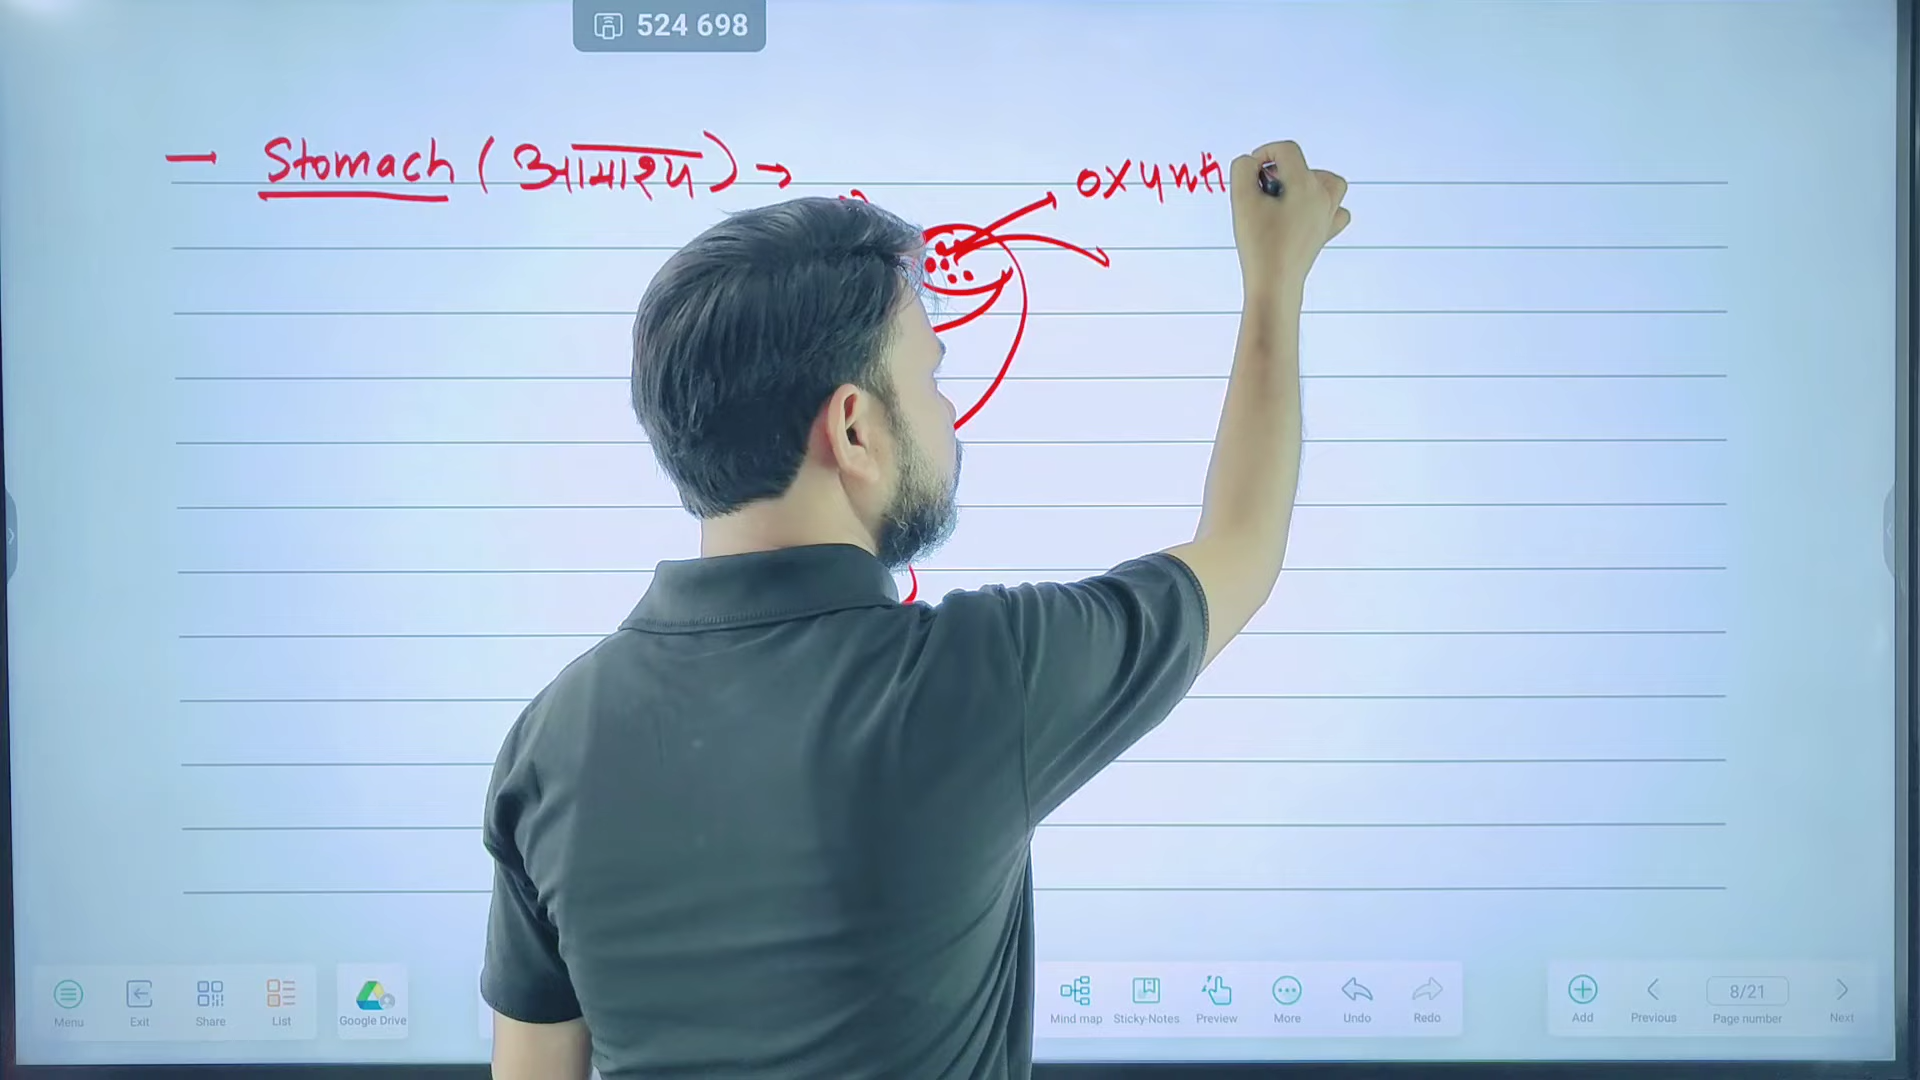 524 698
— Stomach (आमाशय) →
oxynti
Menu
Exit
Share
List
Google Drive
Mind map
Sticky-Notes
Preview
More
Undo
Redo
Add
Previous
8/21
Page number
Next